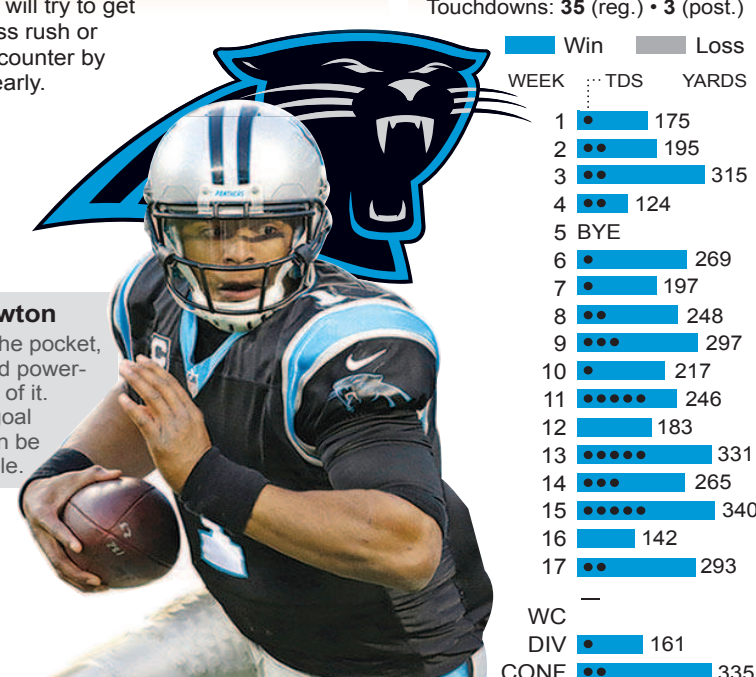 will try to get
ss rush or
counter by
early.
wton
he pocket,
d power-
of it.
goal
n be
le.
PANTHERS
C
1
Touchdowns: 35 (reg.) • 3 (post.)
Win Loss
WEEK TDS YARDS
1 • 175
2 •• 195
3 •• 315
4 •• 124
5 BYE
6 • 269
7 • 197
8 •• 248
9 ••• 297
10 • 217
11 ••••• 246
12 183
13 ••••• 331
14 ••• 265
15 ••••• 340
16 142
17 •• 293
WC —
DIV • 161
CONF •• 335